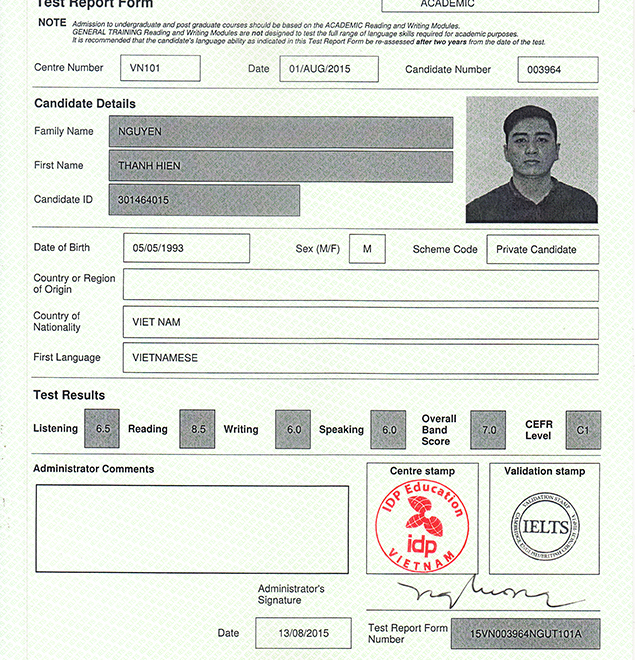 Test Report Form
ACADEMIC
NOTE Admission to undergraduate and post graduate courses should be based on the ACADEMIC Reading and Writing Modules.
GENERAL TRAINING Reading and Writing Modules are not designed to test the full range of language skills required for academic purposes.
It is recommended that the candidate's language ability as indicated in this Test Report Form be re-assessed after two years from the date of the test.
Centre Number VN101 Date 01/AUG/2015 Candidate Number 003964
Candidate Details
Family Name NGUYEN
First Name THANH HIEN
Candidate ID 301464015
Date of Birth 05/05/1993 Sex (M/F) M Scheme Code Private Candidate
Country or Region
of Origin
Country of
Nationality VIET NAM
First Language VIETNAMESE
Test Results
Listening 6.5 Reading 8.5 Writing 6.0 Speaking 6.0 Overall Band Score 7.0 CEFR Level C1
Administrator Comments
Centre stamp
Validation stamp
IDP Education
idp
VIETNAM
VALIDATION STAMP
IELTS
Administrator's
Signature
Date 13/08/2015
Test Report Form
Number 15VN003964NGUT101A